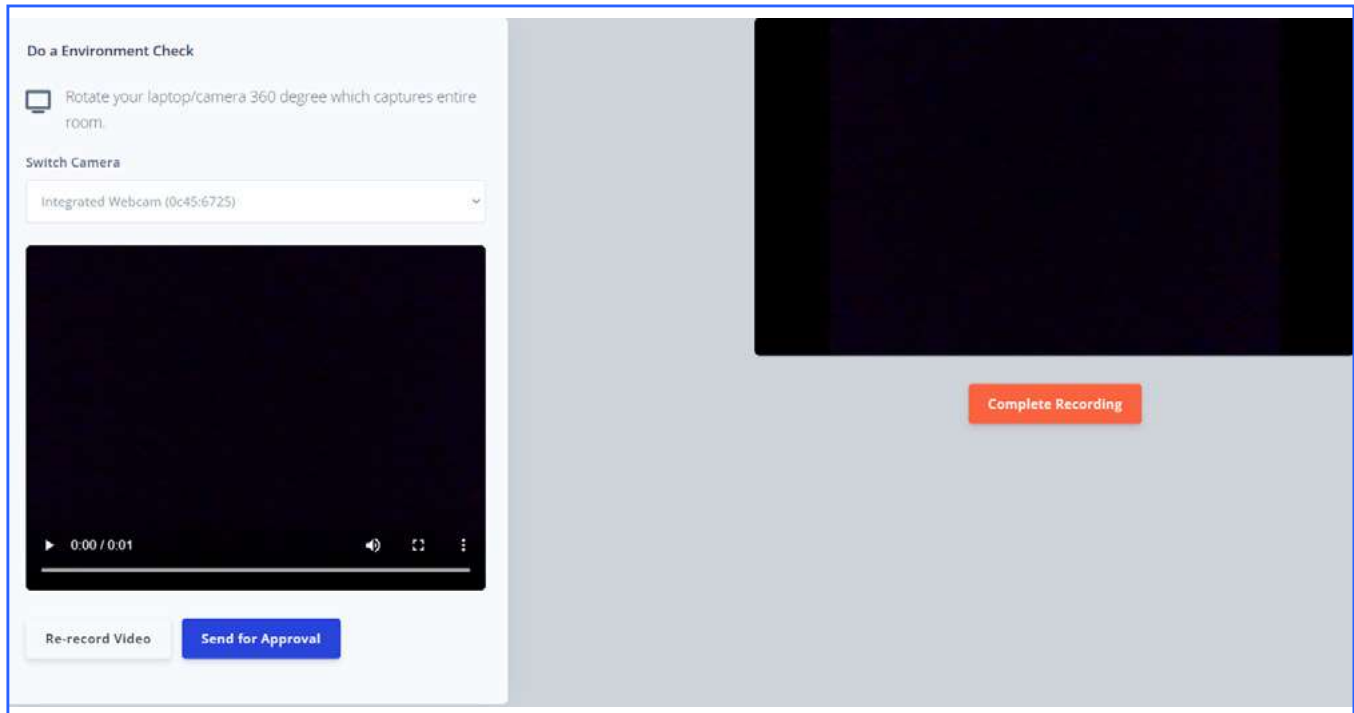 Do a Environment Check
Rotate your laptop/camera 360 degree which captures entire
room.
Switch Camera
Integrated Webcam (0c45:6725)
0:00 / 0:01
Re-record Video
Send for Approval
Complete Recording